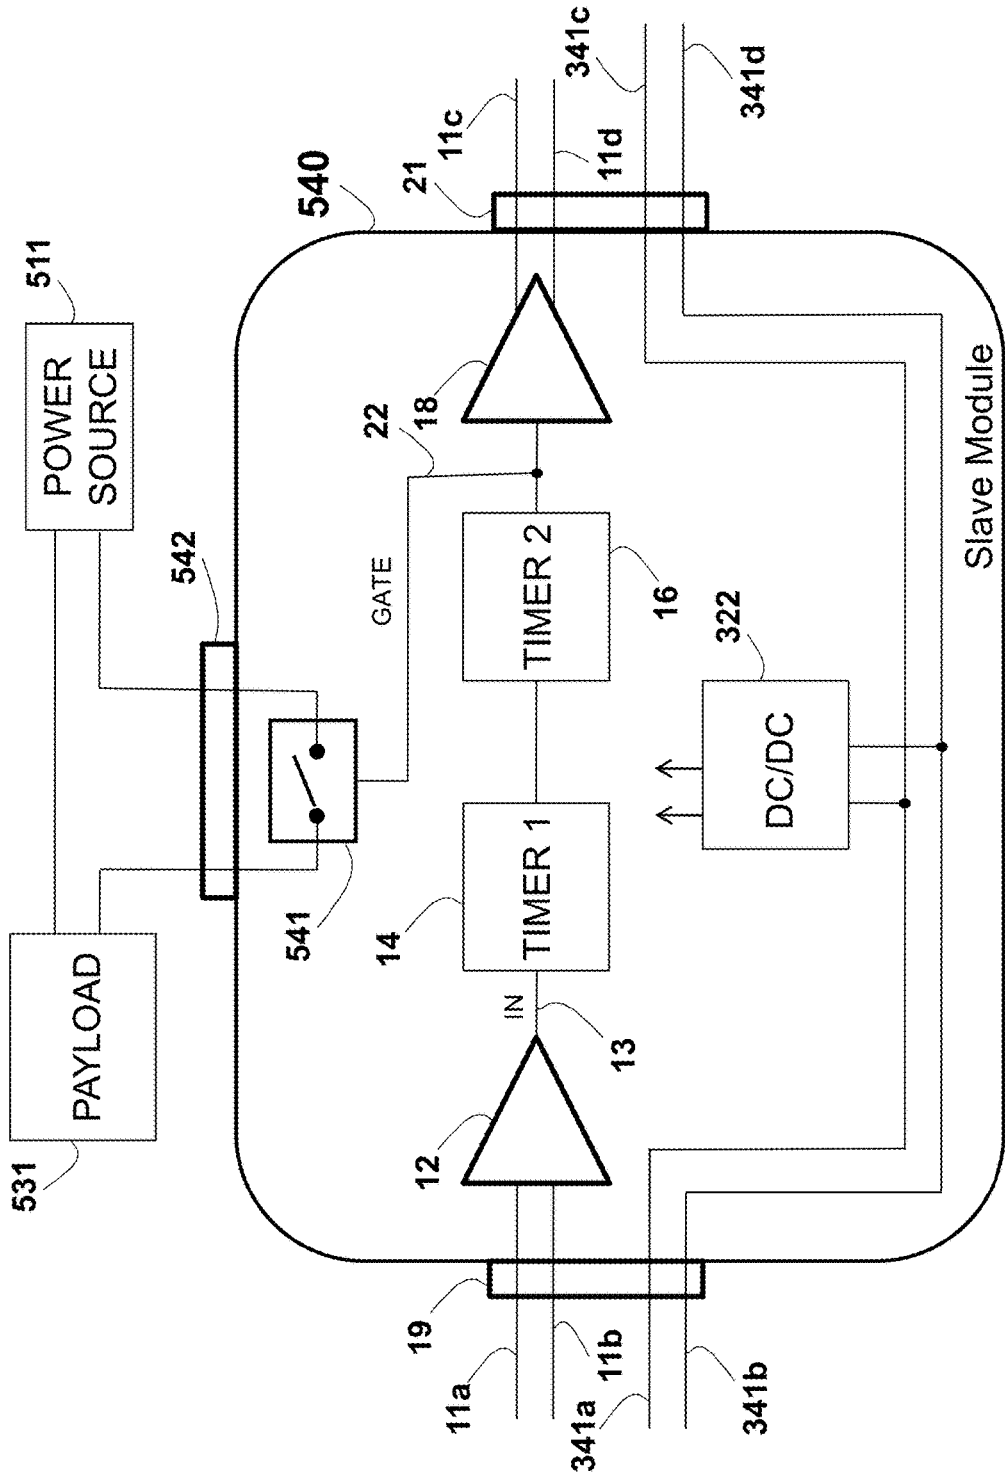 531
PAYLOAD
POWER
SOURCE
511
542
540
541
GATE
22
21
11c
11d
341c
341d
19
11a
11b
341a
341b
12
IN
13
14
TIMER 1
TIMER 2
16
18
322
DC/DC
Slave Module